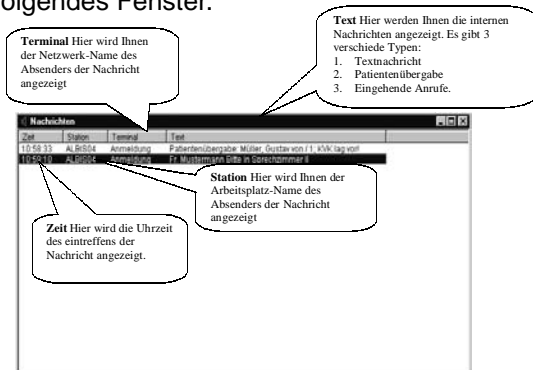 olgendes Fenster:
Text Hier werden Ihnen die internen
Nachrichten angezeigt. Es gibt 3
verschiede Typen:
1. Textnachricht
2. Patientenübergabe
3. Eingehende Anrufe.
Terminal Hier wird Ihnen
der Netzwerk-Name des
Absenders der Nachricht
angezeigt
Nachrichten
Zeit Station Terminal Text
10:58:33 ALBIS04 Anmeldung Patientenübergabe: Müller, Gustav von / 1; KVK lag vor!
10:59:10 ALBIS04 Anmeldung Fr. Mustermann Bitte in Sprechzimmer II
Station Hier wird Ihnen der
Arbeitsplatz-Name des
Absenders der Nachricht
angezeigt
Zeit Hier wird die Uhrzeit
des eintreffens der
Nachricht angezeigt.